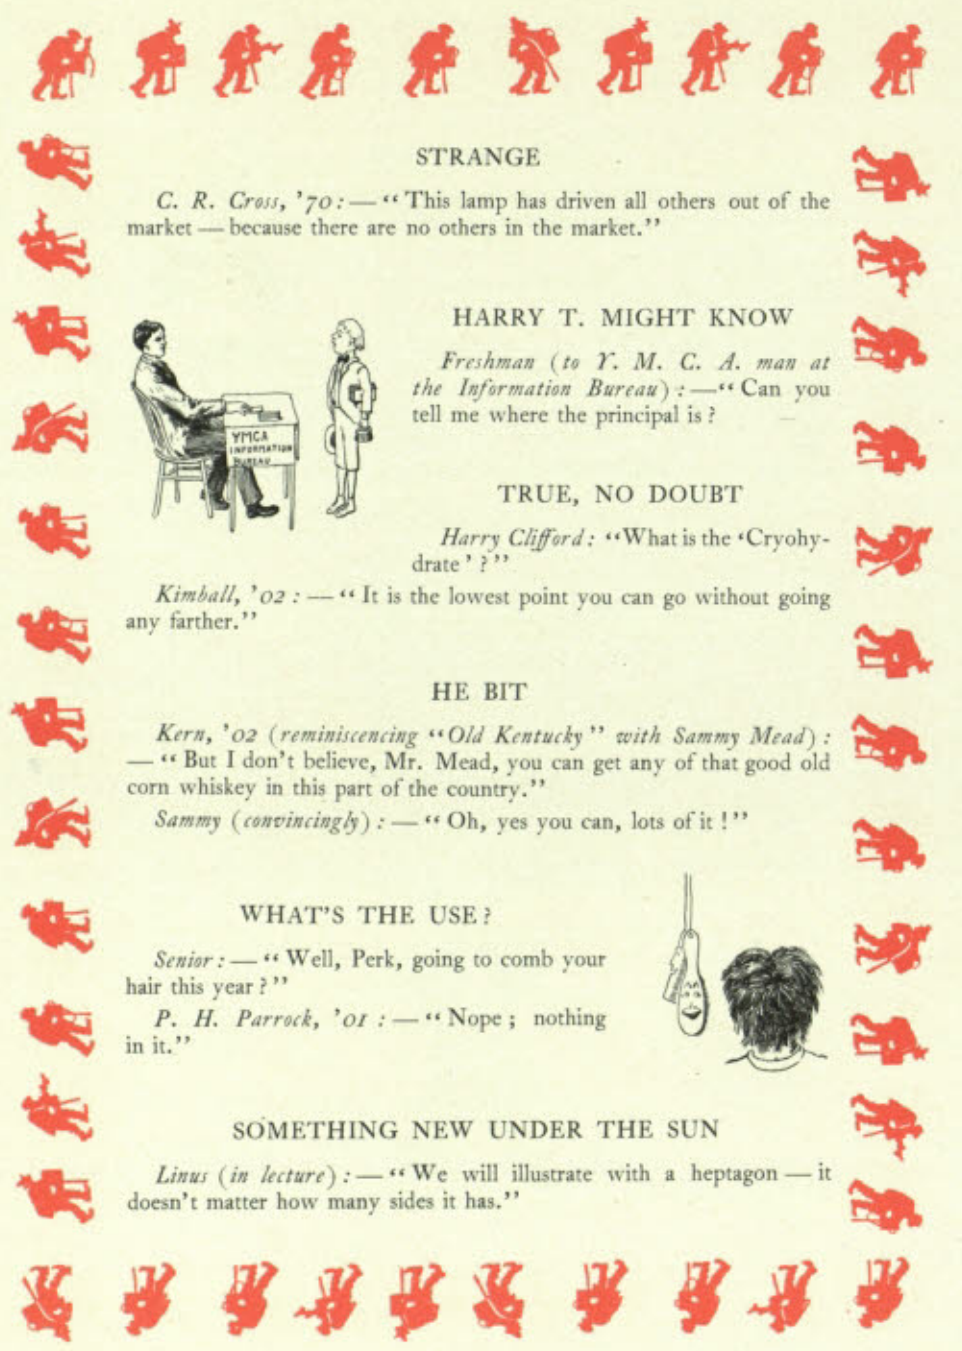 STRANGE
C. R. Cross, '70: — "This lamp has driven all others out of the
market — because there are no others in the market."
HARRY T. MIGHT KNOW
Freshman (to Y. M. C. A. man at
the Information Bureau): — "Can you
tell me where the principal is?
YMCA
INFORMATION
BUREAU
TRUE, NO DOUBT
Harry Clifford: "What is the 'Cryohy-
drate'?"
Kimball, '02: — "It is the lowest point you can go without going
any farther."
HE BIT
Kern, '02 (reminiscencing "Old Kentucky" with Sammy Mead):
— "But I don't believe, Mr. Mead, you can get any of that good old
corn whiskey in this part of the country."
Sammy (convincingly): — "Oh, yes you can, lots of it!"
WHAT'S THE USE?
Senior: — "Well, Perk, going to comb your
hair this year?"
P. H. Parrock, '01: — "Nope; nothing
in it."
SOMETHING NEW UNDER THE SUN
Linus (in lecture): — "We will illustrate with a heptagon — it
doesn't matter how many sides it has."